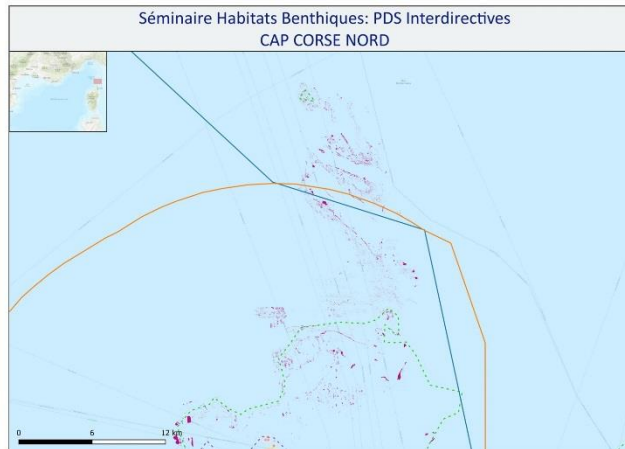 Séminaire Habitats Benthiques: PDS Interdirectives
CAP CORSE NORD
0 6 12 km